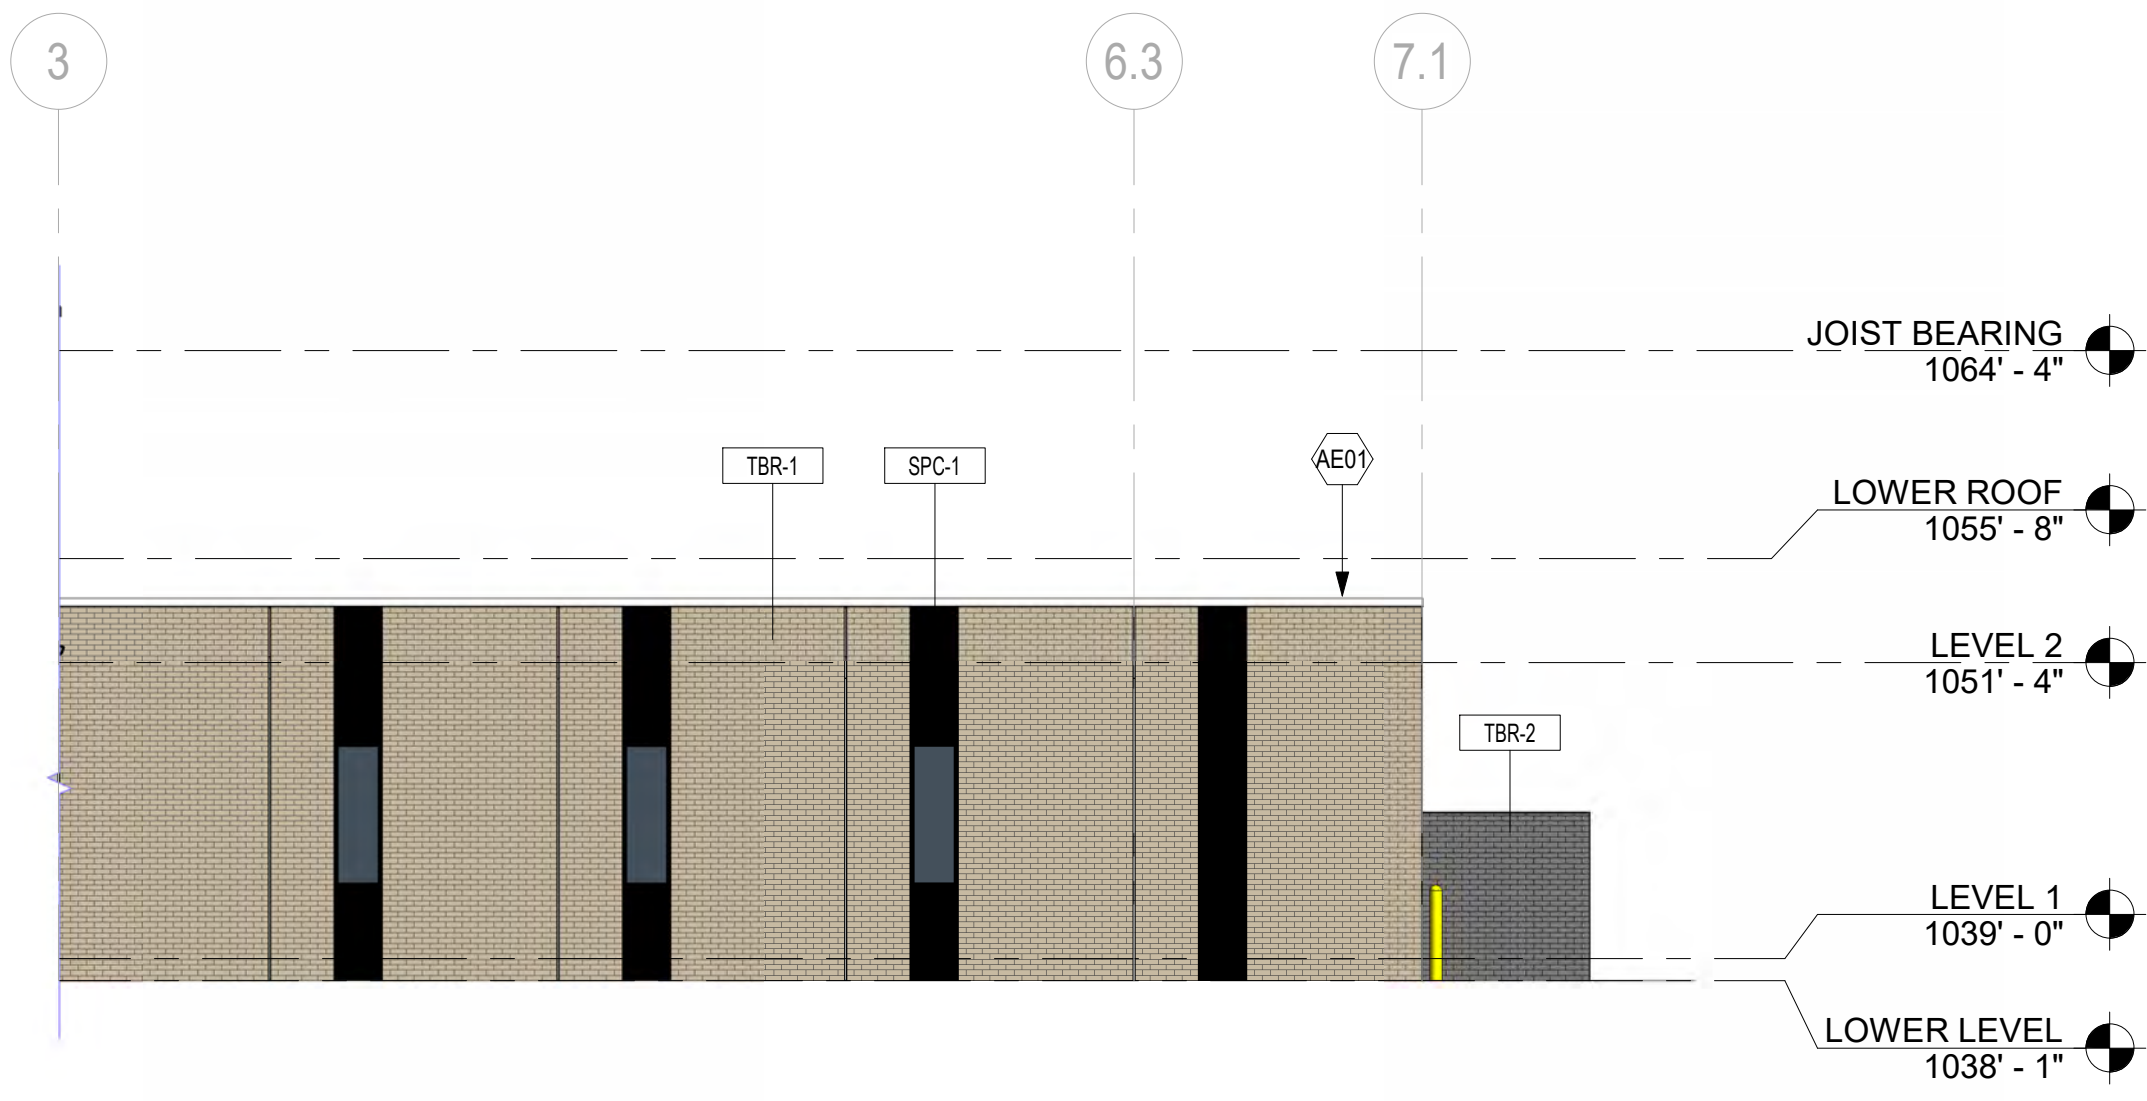 3
6.3
7.1
JOIST BEARING
1064' - 4"
TBR-1
SPC-1
AE01
LOWER ROOF
1055' - 8"
LEVEL 2
1051' - 4"
TBR-2
LEVEL 1
1039' - 0"
LOWER LEVEL
1038' - 1"